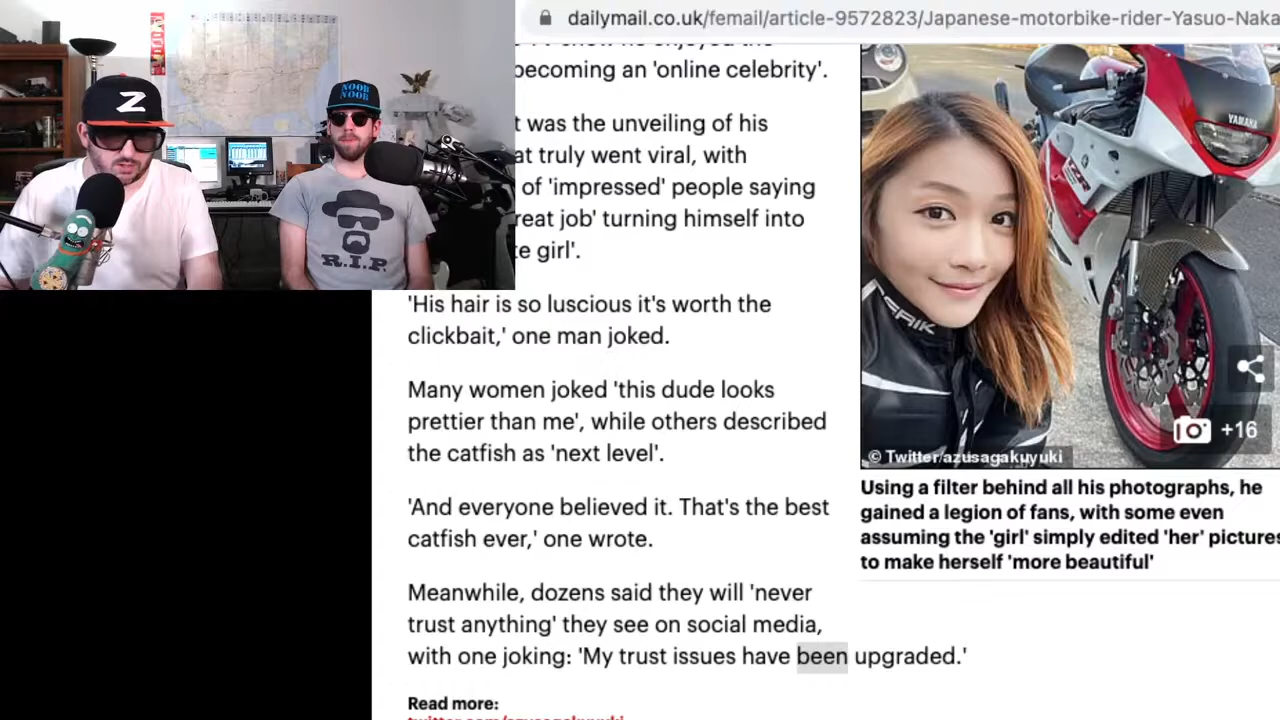 dailymail.co.uk/femail/article-9572823/Japanese-motorbike-rider-Yasuo-Naka
becoming an 'online celebrity'.
t was the unveiling of his
at truly went viral, with
of 'impressed' people saying
reat job' turning himself into
te girl'.
'His hair is so luscious it's worth the
clickbait,' one man joked.
Many women joked 'this dude looks
prettier than me', while others described
the catfish as 'next level'.
'And everyone believed it. That's the best
catfish ever,' one wrote.
Meanwhile, dozens said they will 'never
trust anything' they see on social media,
with one joking: 'My trust issues have been upgraded.'
Read more:
twitter.com/azusagakuyuki
YAMAHA
+16
© Twitter/azusagakuyuki
Using a filter behind all his photographs, he
gained a legion of fans, with some even
assuming the 'girl' simply edited 'her' pictures
to make herself 'more beautiful'
Z
NOOB
NOOB
R.I.P.